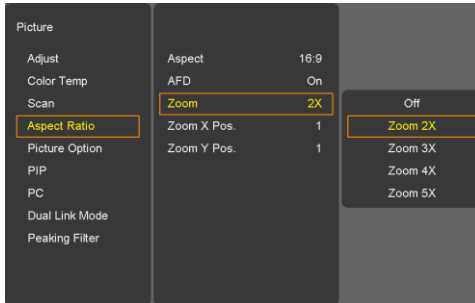 Picture
Adjust
Color Temp
Scan
Aspect Ratio
Picture Option
PIP
PC
Dual Link Mode
Peaking Filter
Aspect 16:9
AFD On
Zoom 2X
Zoom X Pos. 1
Zoom Y Pos. 1
Off
Zoom 2X
Zoom 3X
Zoom 4X
Zoom 5X